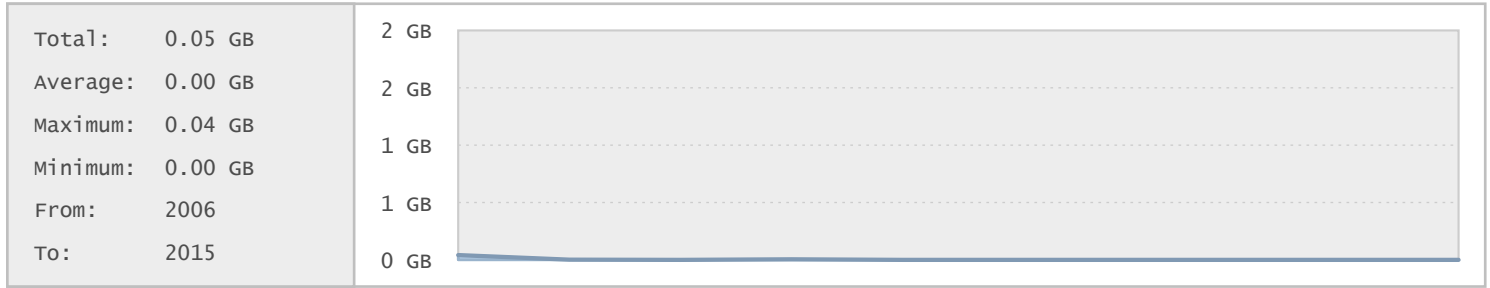 Total: 0.05 GB
Average: 0.00 GB
Maximum: 0.04 GB
Minimum: 0.00 GB
From: 2006
To: 2015
2 GB
2 GB
1 GB
1 GB
0 GB